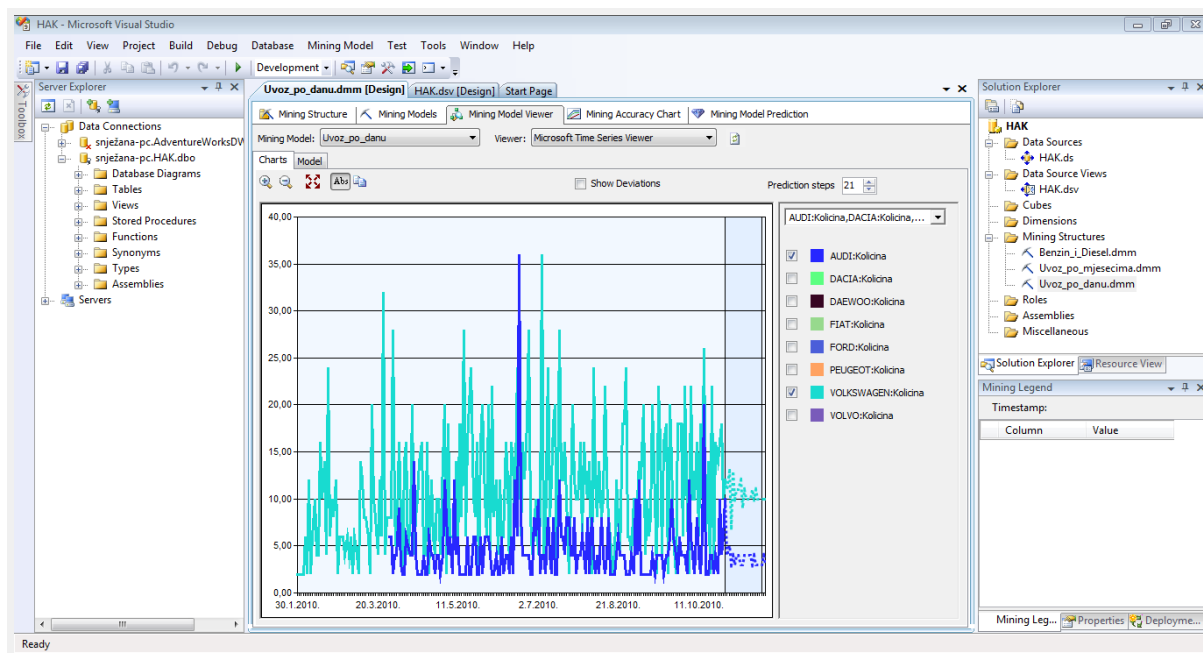 HAK - Microsoft Visual Studio
File Edit View Project Build Debug Database Mining Model Test Tools Window Help
Development
Server Explorer
Toolbox
Data Connections
snježana-pc.AdventureWorksDW
snježana-pc.HAK.dbo
Database Diagrams
Tables
Views
Stored Procedures
Functions
Synonyms
Types
Assemblies
Servers
Uvoz_po_danu.dmm [Design] HAK.dsv [Design] Start Page
Mining Structure Mining Models Mining Model Viewer Mining Accuracy Chart Mining Model Prediction
Mining Model: Uvoz_po_danu Viewer: Microsoft Time Series Viewer
Charts Model
Abs Show Deviations Prediction steps 21
40,00
35,00
30,00
25,00
20,00
15,00
10,00
5,00
0,00
30.1.2010. 20.3.2010. 11.5.2010. 2.7.2010. 21.8.2010. 11.10.2010.
AUDI:Kolicina,DACIA:Kolicina,...
AUDI:Kolicina
DACIA:Kolicina
DAEWOO:Kolicina
FIAT:Kolicina
FORD:Kolicina
PEUGEOT:Kolicina
VOLKSWAGEN:Kolicina
VOLVO:Kolicina
Solution Explorer
HAK
Data Sources
HAK.ds
Data Source Views
HAK.dsv
Cubes
Dimensions
Mining Structures
Benzin_i_Diesel.dmm
Uvoz_po_mjesecima.dmm
Uvoz_po_danu.dmm
Roles
Assemblies
Miscellaneous
Solution Explorer Resource View
Mining Legend
Timestamp:
Column Value
Mining Leg... Properties Deployme...
Ready